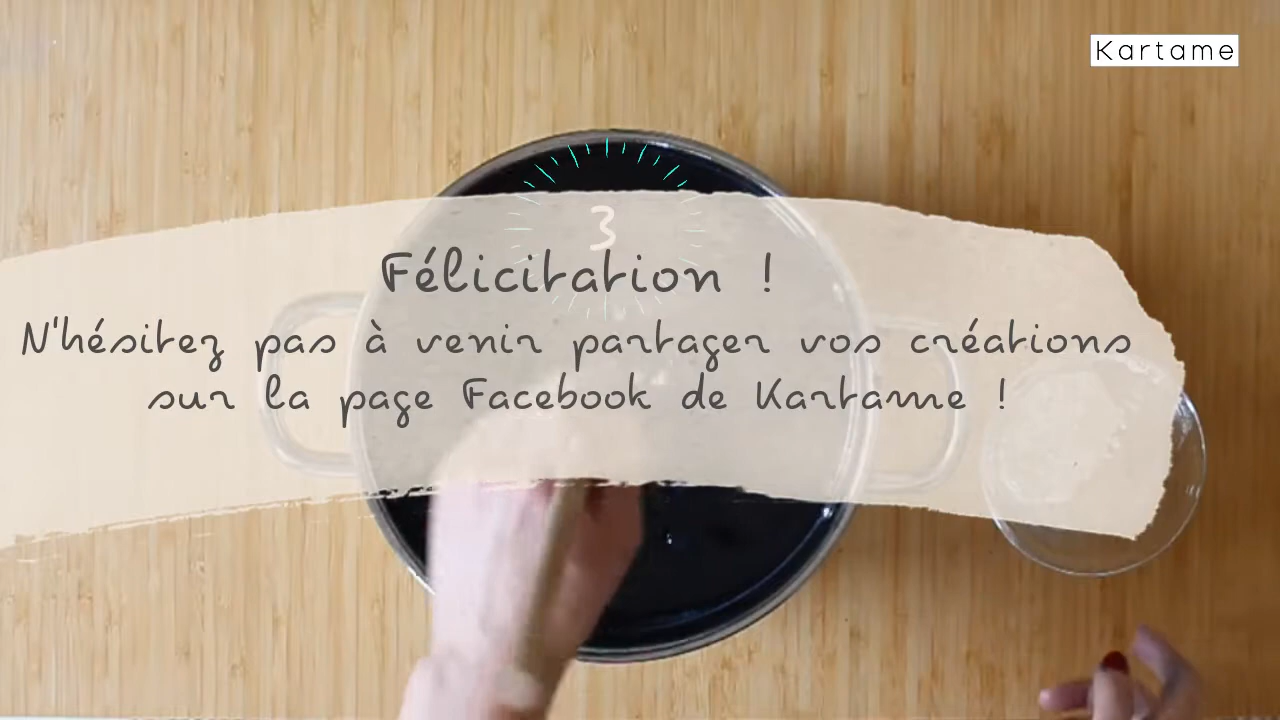 Kartame
3
Félicitation !
N'hésitez pas à venir partager vos créations
sur la page Facebook de Kartame !